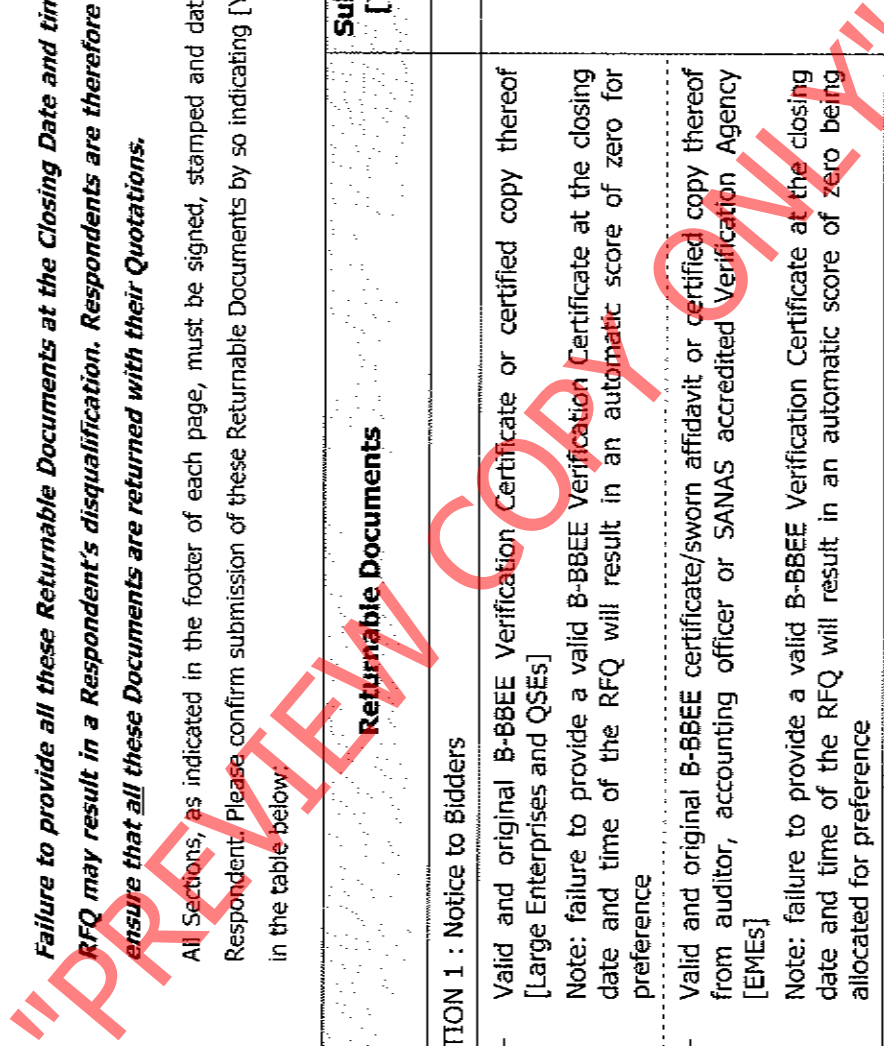 Failure to provide all these Returnable Documents at the Closing Date and tim
RFQ may result in a Respondent's disqualification. Respondents are therefore
ensure that all these Documents are returned with their Quotations.
All Sections, as indicated in the footer of each page, must be signed, stamped and dat
Respondent. Please confirm submission of these Returnable Documents by so indicating [Y
in the table below:
Returnable Documents
Su
[
TION 1 : Notice to Bidders
– Valid and original B-BBEE Verification Certificate or certified copy thereof
[Large Enterprises and QSEs]
Note: failure to provide a valid B-BBEE Verification Certificate at the closing
date and time of the RFQ will result in an automatic score of zero for
preference
– Valid and original B-BBEE certificate/sworn affidavit or certified copy thereof
from auditor, accounting officer or SANAS accredited Verification Agency
[EMEs]
Note: failure to provide a valid B-BBEE Verification Certificate at the closing
date and time of the RFQ will result in an automatic score of zero being
allocated for preference
"PREVIEW COPY ONLY"